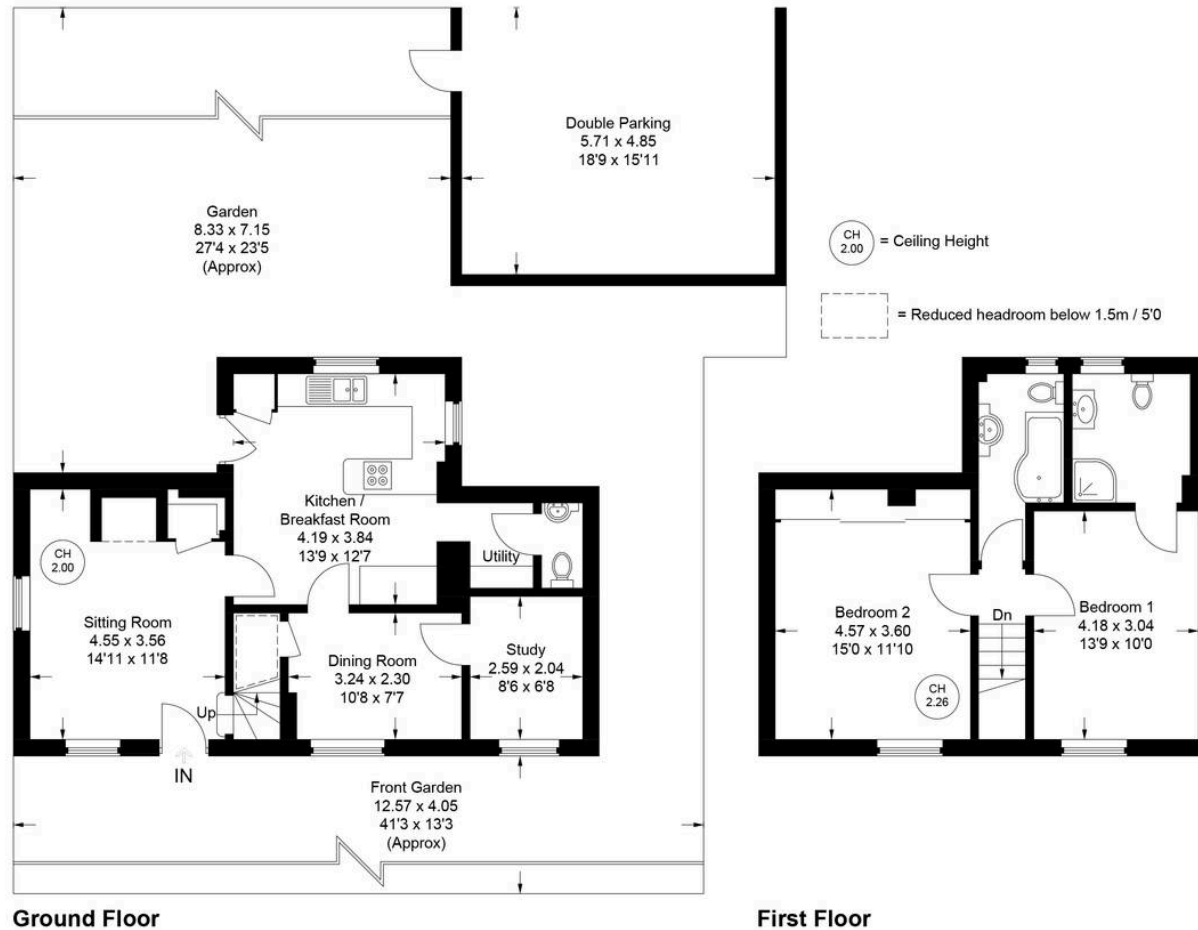 Double Parking
5.71 x 4.85
18'9 x 15'11
Garden
8.33 x 7.15
27'4 x 23'5
(Approx)
CH
2.00
= Ceiling Height
= Reduced headroom below 1.5m / 5'0
Kitchen /
Breakfast Room
4.19 x 3.84
13'9 x 12'7
Utility
CH
2.00
Sitting Room
4.55 x 3.56
14'11 x 11'8
Dining Room
3.24 x 2.30
10'8 x 7'7
Study
2.59 x 2.04
8'6 x 6'8
Up
IN
Front Garden
12.57 x 4.05
41'3 x 13'3
(Approx)
Bedroom 2
4.57 x 3.60
15'0 x 11'10
CH
2.26
Dn
Bedroom 1
4.18 x 3.04
13'9 x 10'0
Ground Floor
First Floor